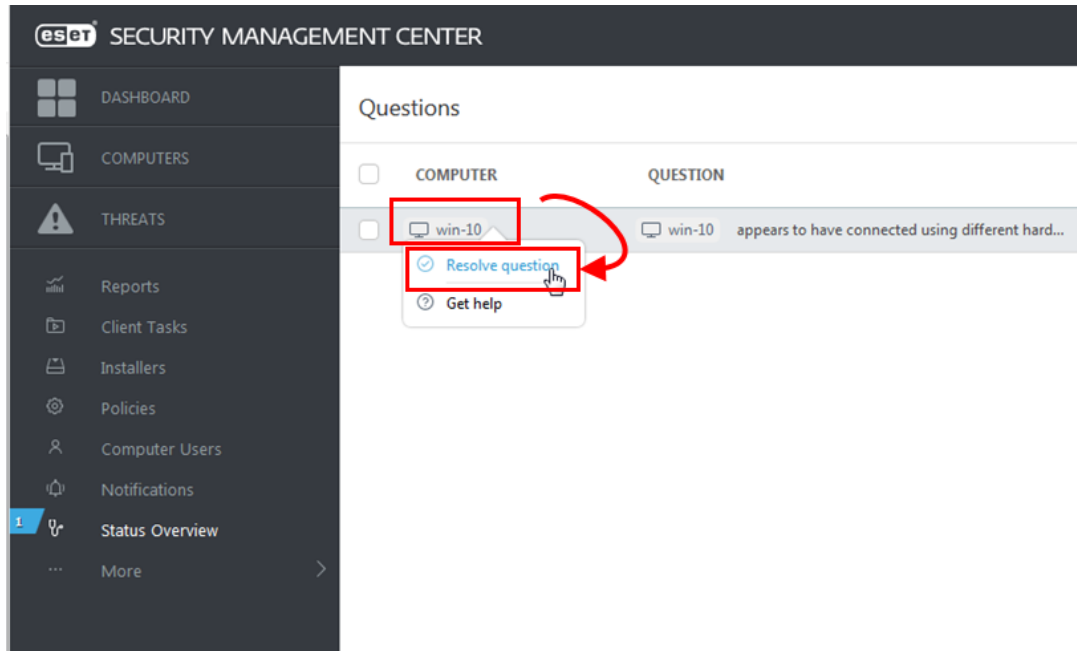 eset SECURITY MANAGEMENT CENTER
DASHBOARD
COMPUTERS
THREATS
Reports
Client Tasks
Installers
Policies
Computer Users
Notifications
1 Status Overview
More
Questions
COMPUTER QUESTION
win-10 win-10 appears to have connected using different hard...
Resolve question
Get help